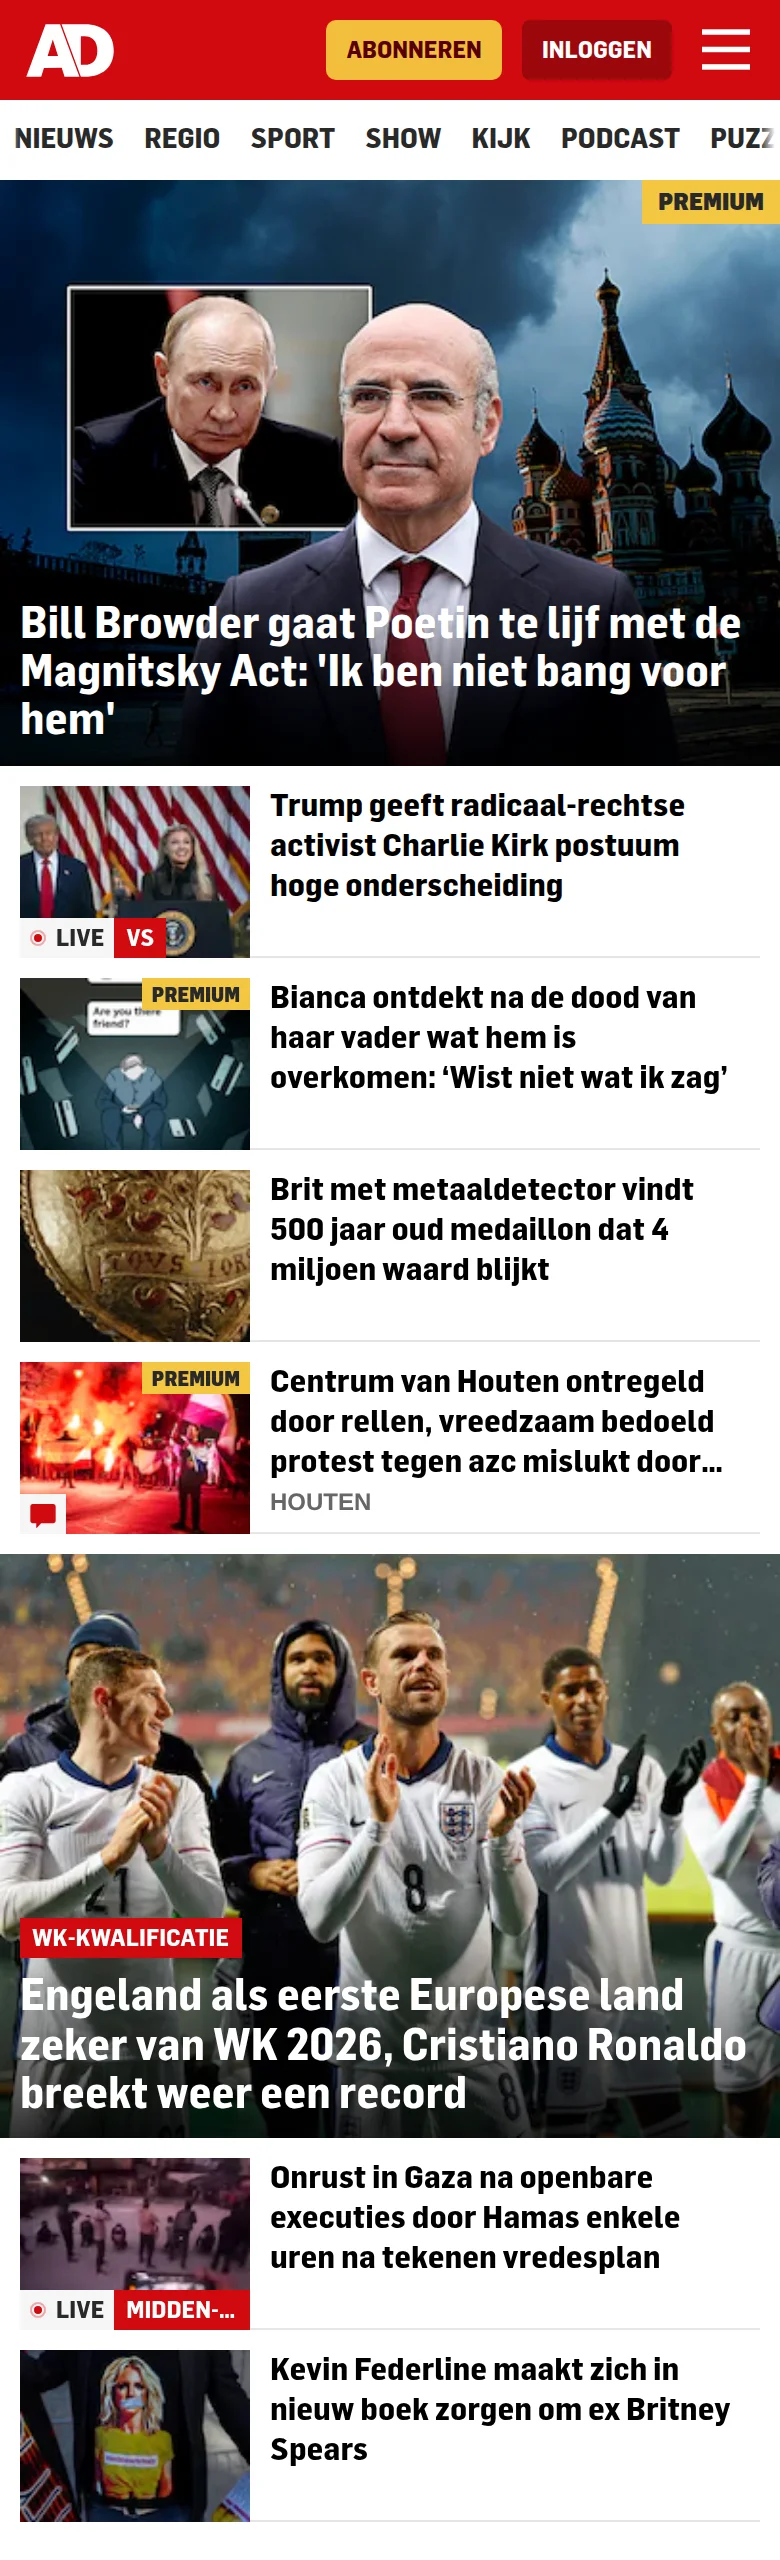 AD
ABONNEREN
INLOGGEN
NIEUWS REGIO SPORT SHOW KIJK PODCAST PUZZ
PREMIUM
Bill Browder gaat Poetin te lijf met de
Magnitsky Act: 'Ik ben niet bang voor
hem'
Trump geeft radicaal-rechtse
activist Charlie Kirk postuum
hoge onderscheiding
LIVE VS
PREMIUM
Are you there
friend?
Bianca ontdekt na de dood van
haar vader wat hem is
overkomen: ‘Wist niet wat ik zag’
Brit met metaaldetector vindt
500 jaar oud medaillon dat 4
miljoen waard blijkt
PREMIUM
Centrum van Houten ontregeld
door rellen, vreedzaam bedoeld
protest tegen azc mislukt door...
HOUTEN
21
8
11
WK-KWALIFICATIE
Engeland als eerste Europese land
zeker van WK 2026, Cristiano Ronaldo
breekt weer een record
8
Onrust in Gaza na openbare
executies door Hamas enkele
uren na tekenen vredesplan
LIVE MIDDEN-...
Kevin Federline maakt zich in
nieuw boek zorgen om ex Britney
Spears